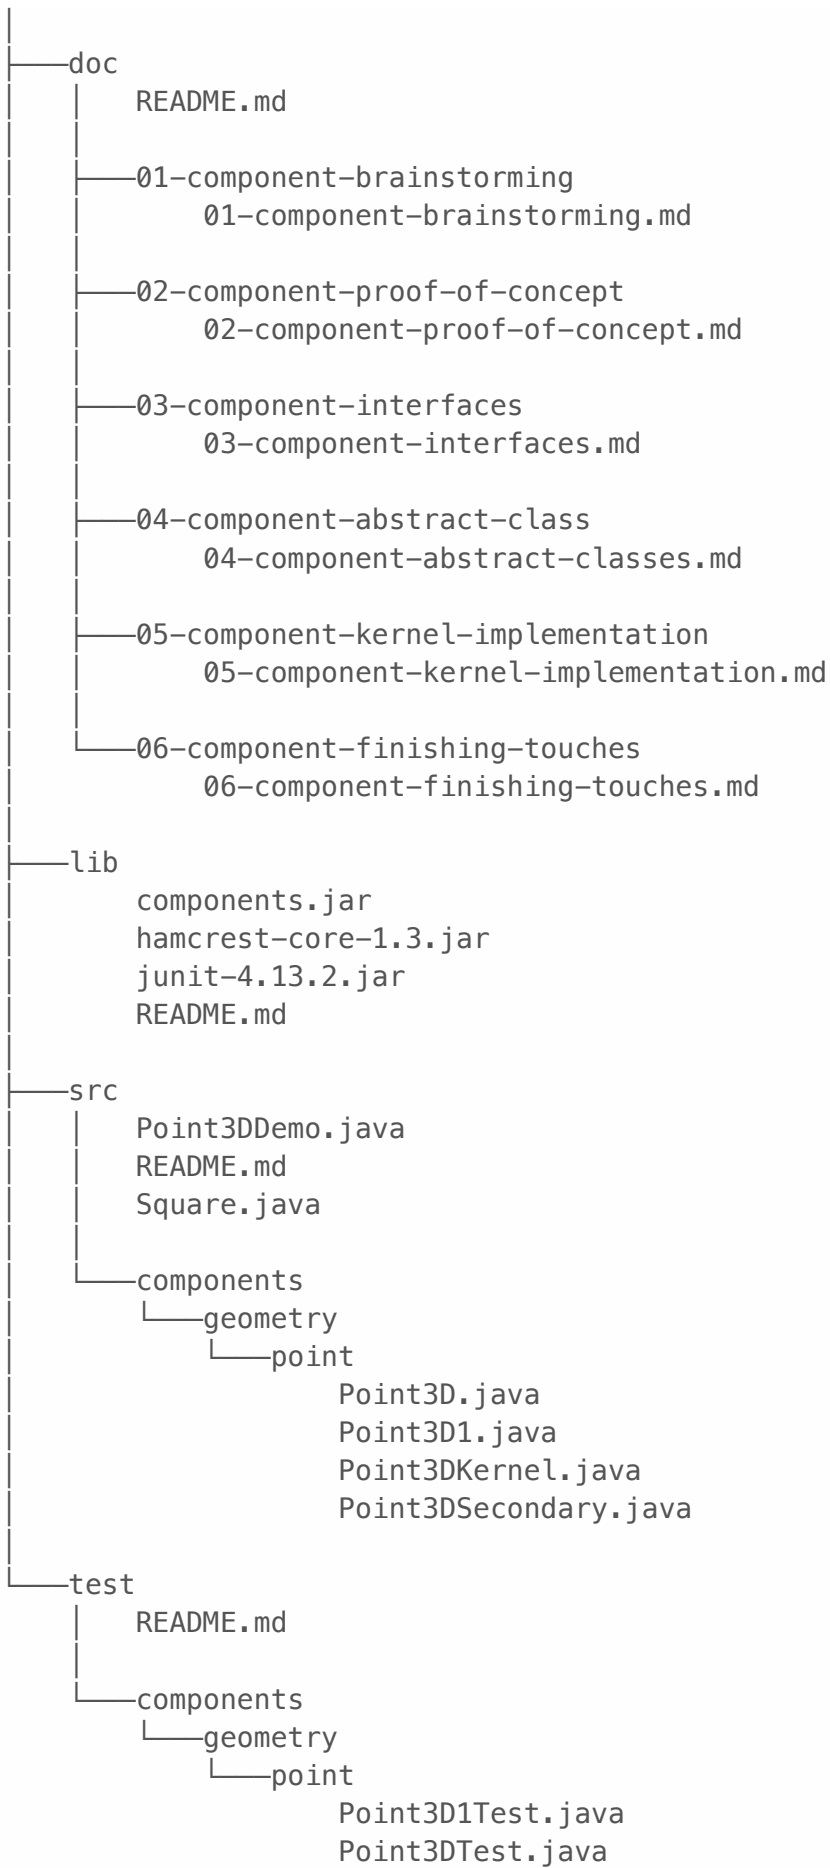 doc
README.md
01-component-brainstorming
01-component-brainstorming.md
02-component-proof-of-concept
02-component-proof-of-concept.md
03-component-interfaces
03-component-interfaces.md
04-component-abstract-class
04-component-abstract-classes.md
05-component-kernel-implementation
05-component-kernel-implementation.md
06-component-finishing-touches
06-component-finishing-touches.md
lib
components.jar
hamcrest-core-1.3.jar
junit-4.13.2.jar
README.md
src
Point3DDemo.java
README.md
Square.java
components
geometry
point
Point3D.java
Point3D1.java
Point3DKernel.java
Point3DSecondary.java
test
README.md
components
geometry
point
Point3D1Test.java
Point3DTest.java